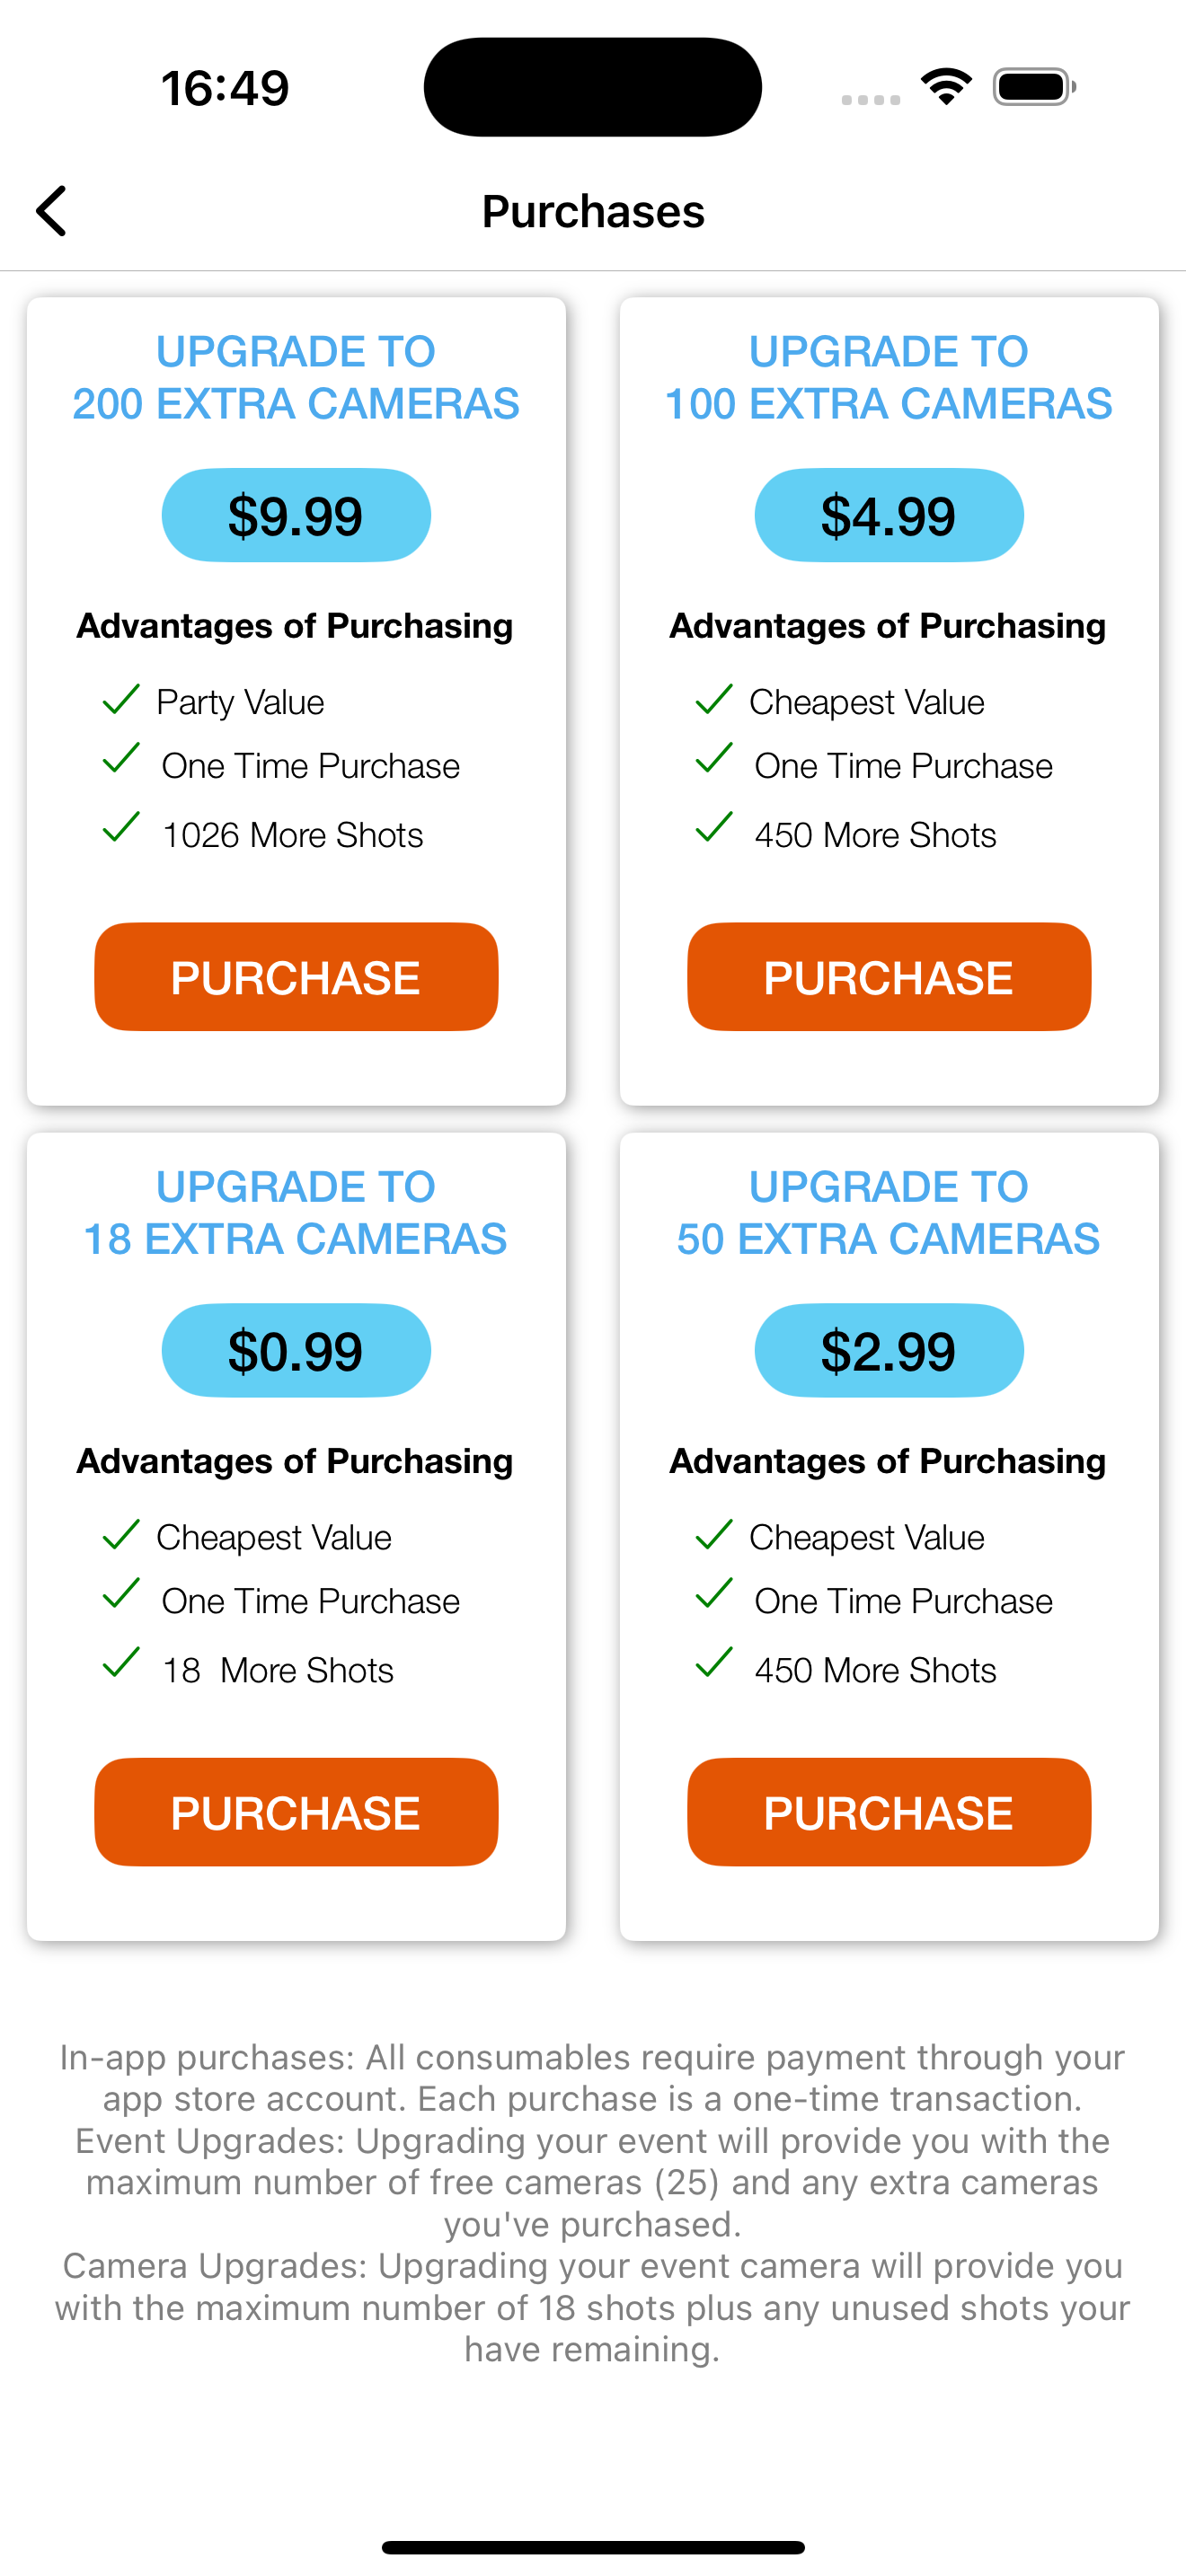 16:49
Purchases
UPGRADE TO
200 EXTRA CAMERAS
$9.99
Advantages of Purchasing
Party Value
One Time Purchase
1026 More Shots
PURCHASE
UPGRADE TO
100 EXTRA CAMERAS
$4.99
Advantages of Purchasing
Cheapest Value
One Time Purchase
450 More Shots
PURCHASE
UPGRADE TO
18 EXTRA CAMERAS
$0.99
Advantages of Purchasing
Cheapest Value
One Time Purchase
18  More Shots
PURCHASE
UPGRADE TO
50 EXTRA CAMERAS
$2.99
Advantages of Purchasing
Cheapest Value
One Time Purchase
450 More Shots
PURCHASE
In-app purchases: All consumables require payment through your
app store account. Each purchase is a one-time transaction.
Event Upgrades: Upgrading your event will provide you with the
maximum number of free cameras (25) and any extra cameras
you've purchased.
Camera Upgrades: Upgrading your event camera will provide you
with the maximum number of 18 shots plus any unused shots your
have remaining.